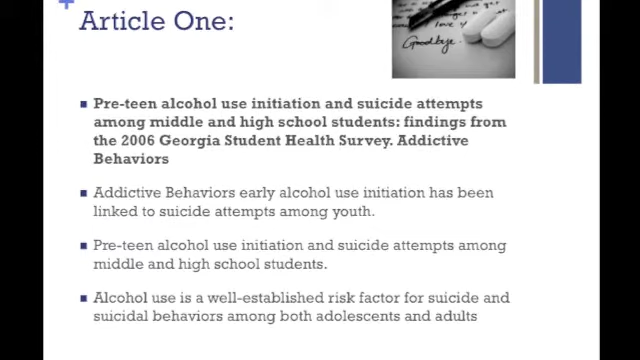 Article One:
love
Goodbye
Pre-teen alcohol use initiation and suicide attempts
among middle and high school students: findings from
the 2006 Georgia Student Health Survey. Addictive
Behaviors
Addictive Behaviors early alcohol use initiation has been
linked to suicide attempts among youth.
Pre-teen alcohol use initiation and suicide attempts among
middle and high school students.
Alcohol use is a well-established risk factor for suicide and
suicidal behaviors among both adolescents and adults